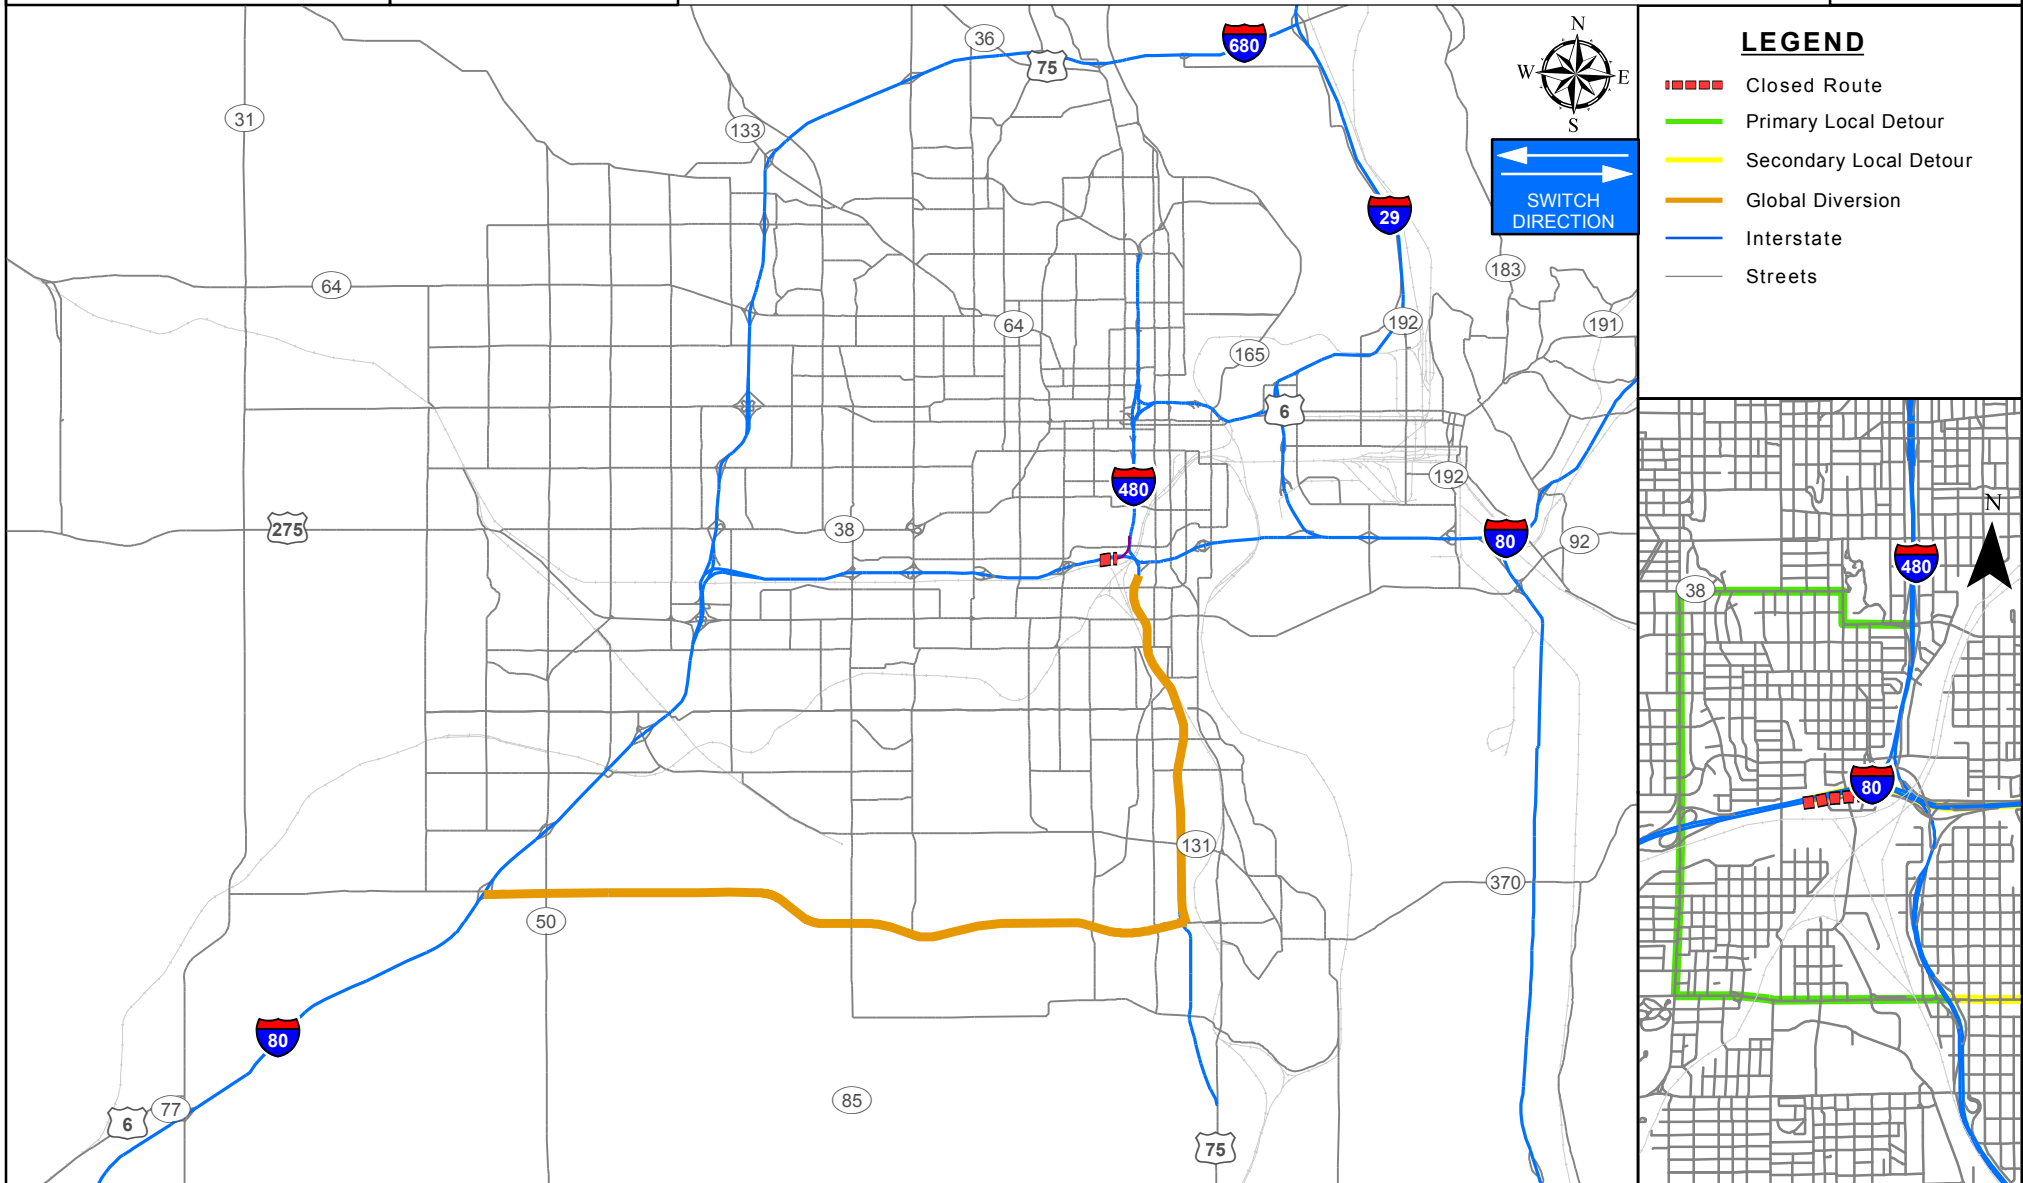 36
680
75
31
133
29
183
64
64
192
191
165
6
480
192
275
38
80
92
131
370
50
80
85
77
6
75
N
W
E
S
SWITCH
DIRECTION
LEGEND
Closed Route
Primary Local Detour
Secondary Local Detour
Global Diversion
Interstate
Streets
N
480
38
80